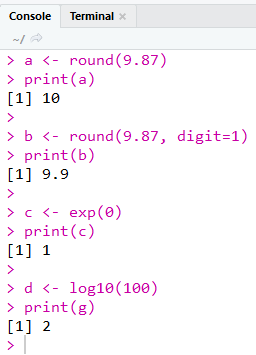 Console Terminal ×
~/
> a <- round(9.87)
> print(a)
[1] 10
>
> b <- round(9.87, digit=1)
> print(b)
[1] 9.9
>
> c <- exp(0)
> print(c)
[1] 1
>
> d <- log10(100)
> print(g)
[1] 2
>